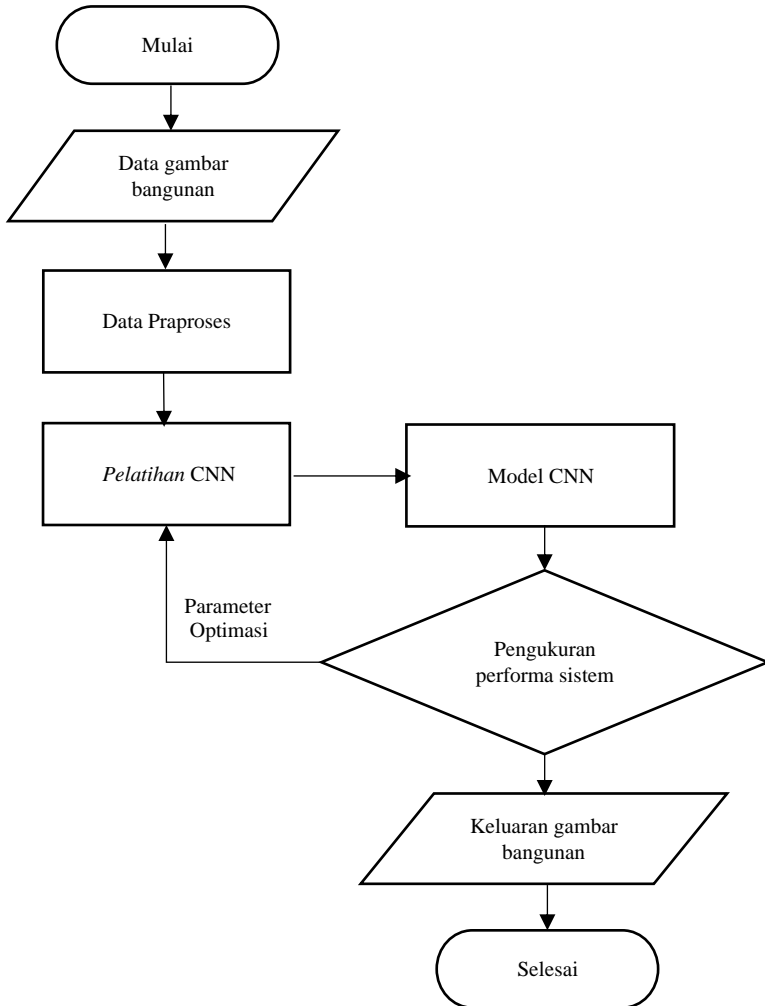 Mulai
Data gambar
bangunan
Data Praproses
Pelatihan CNN
Model CNN
Parameter
Optimasi
Pengukuran
performa sistem
Keluaran gambar
bangunan
Selesai